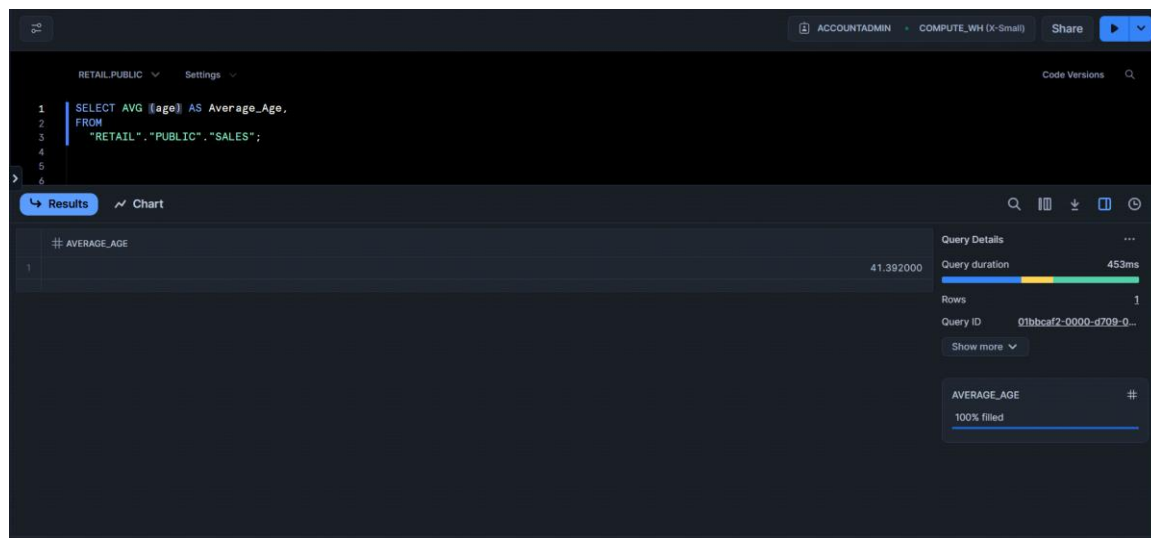 ACCOUNTADMIN • COMPUTE_WH (X-Small)
Share
RETAIL.PUBLIC
Settings
Code Versions
1 SELECT AVG (age) AS Average_Age,
2 FROM
3 "RETAIL"."PUBLIC"."SALES";
4
5
6
Results
Chart
# AVERAGE_AGE
1 41.392000
Query Details ...
Query duration 453ms
Rows 1
Query ID 01bbcaf2-0000-d709-0...
Show more
AVERAGE_AGE #
100% filled